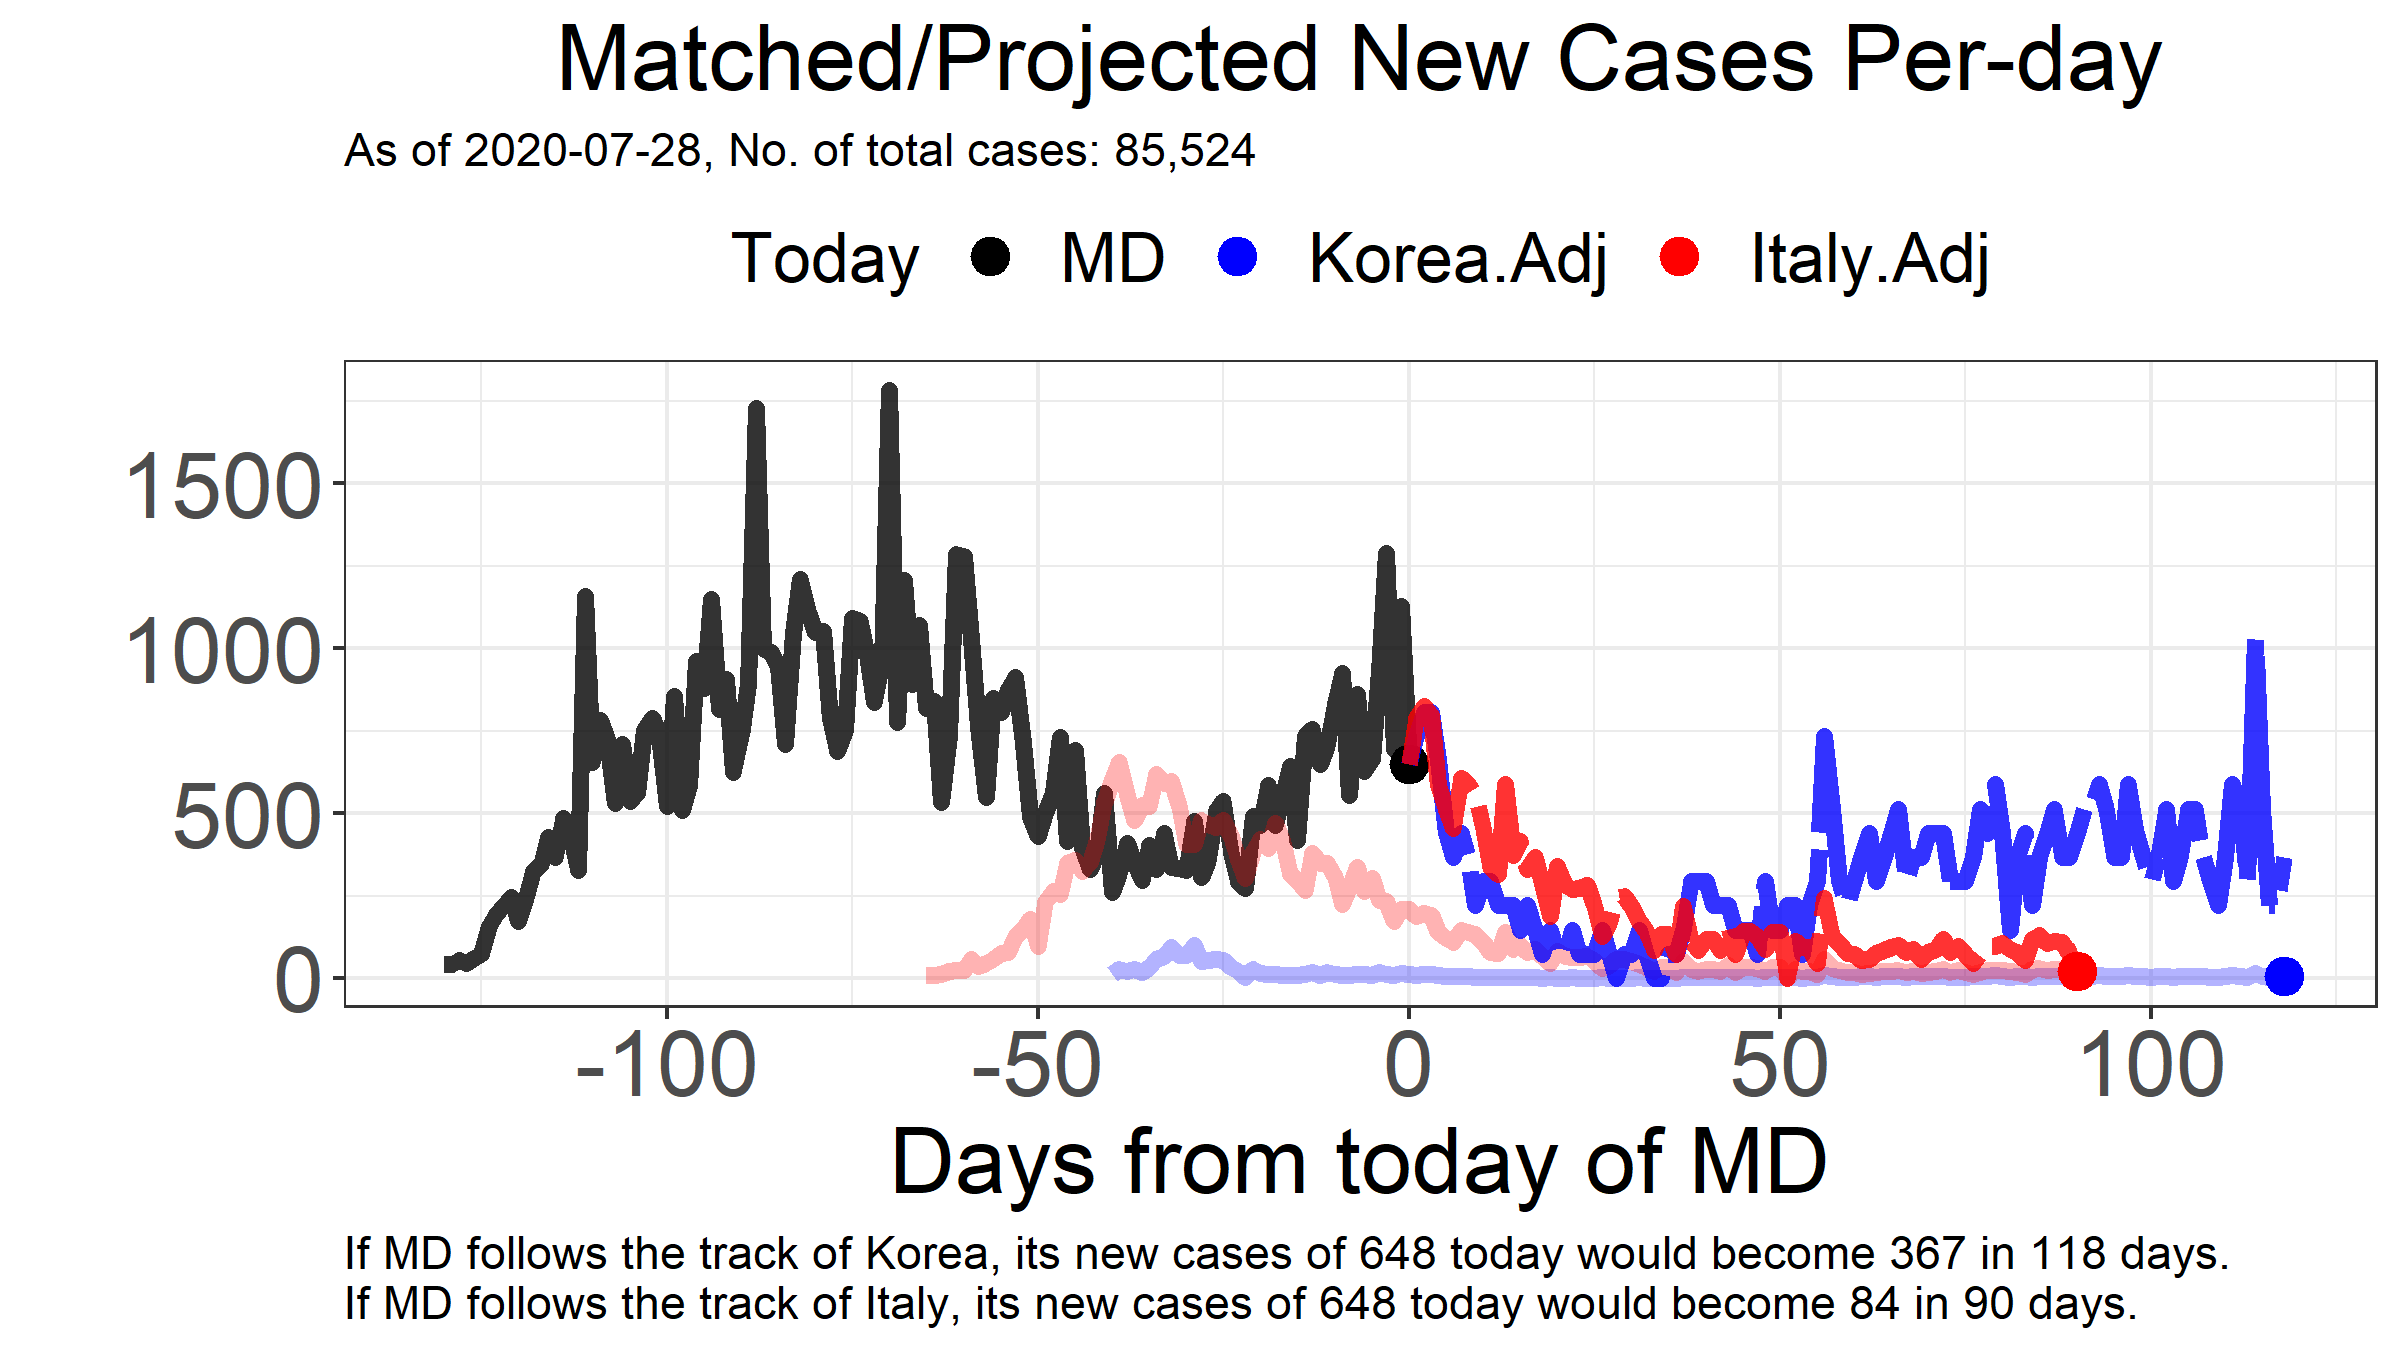 Matched/Projected New Cases Per-day
As of 2020-07-28, No. of total cases: 85,524
Today MD Korea.Adj Italy.Adj
1500
1000
500
0
-100 -50 0 50 100
Days from today of MD
If MD follows the track of Korea, its new cases of 648 today would become 367 in 118 days.
If MD follows the track of Italy, its new cases of 648 today would become 84 in 90 days.